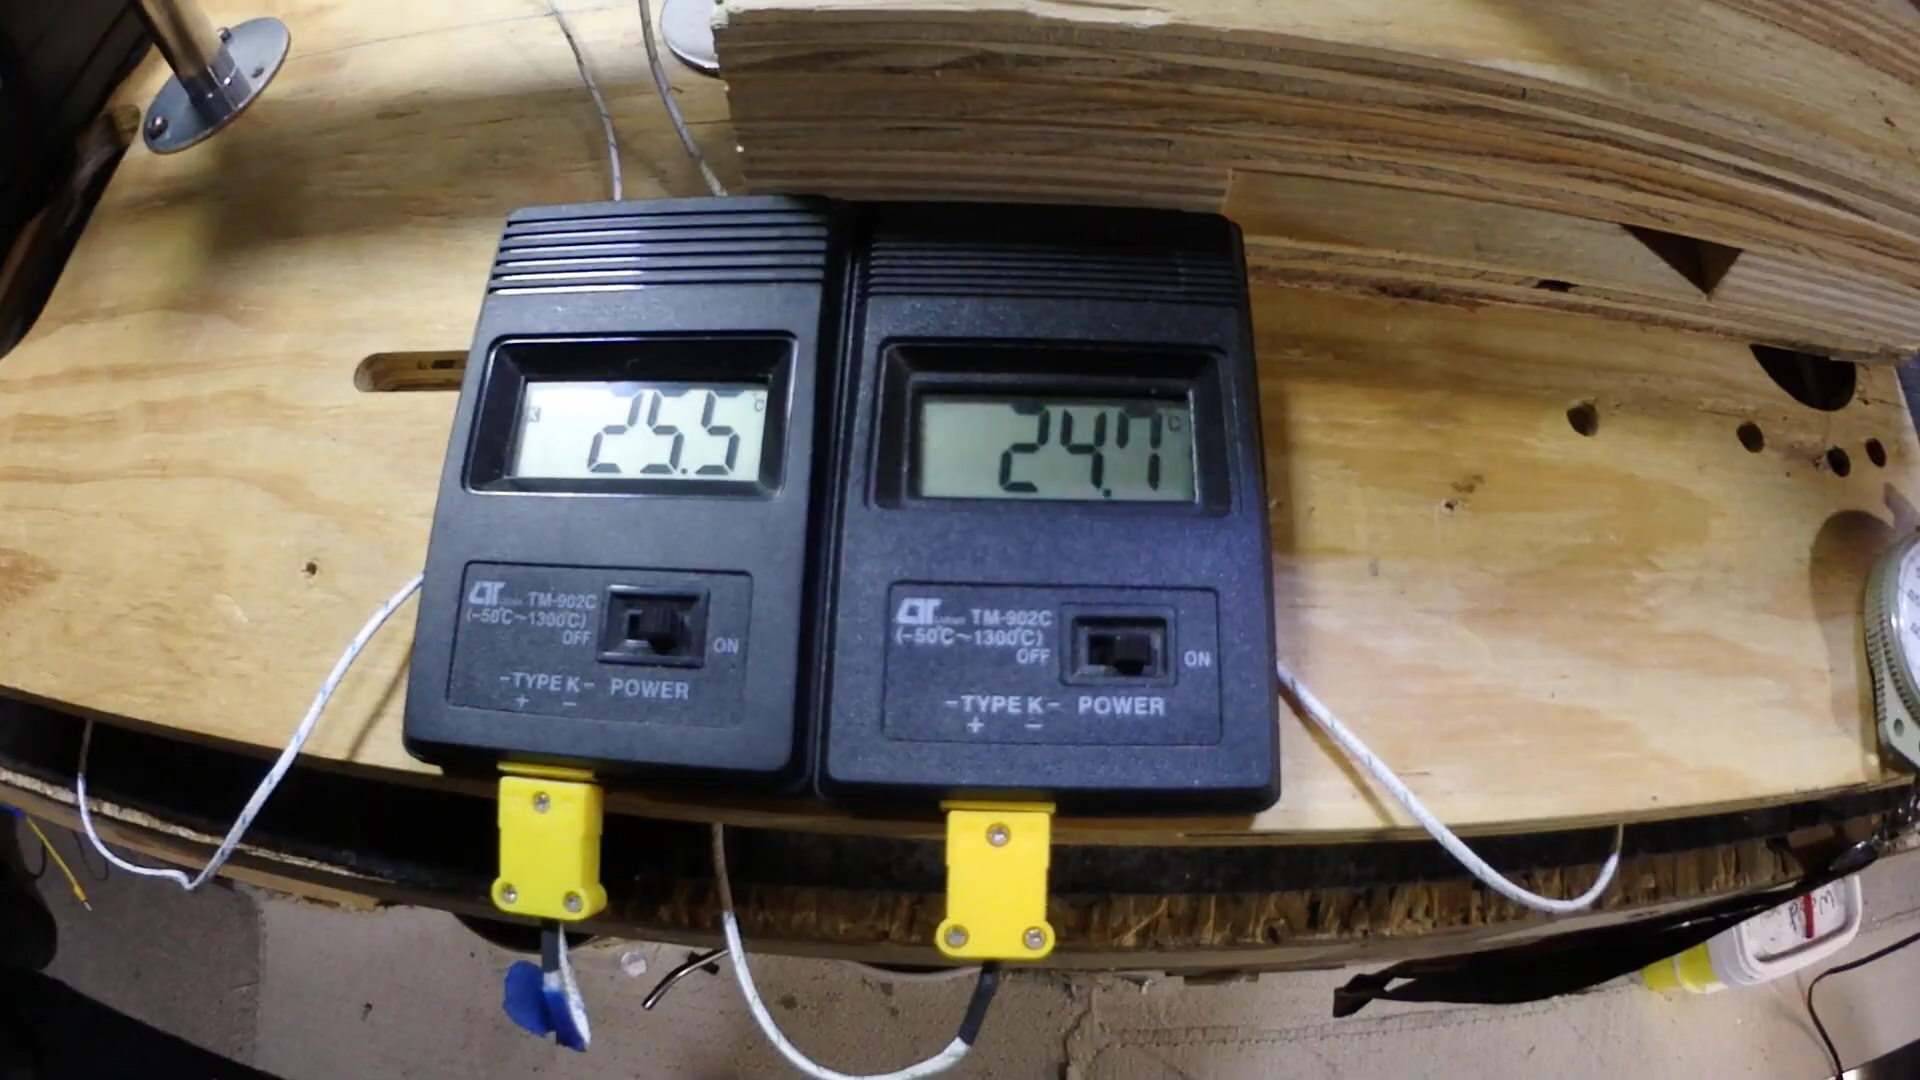 25.5 °C
K
TM-902C
(-50°C~1300°C)
OFF
ON
-TYPE K- POWER
+ -
24.7 °C
TM-902C
(-50°C~1300°C)
OFF
ON
-TYPE K- POWER
+ -